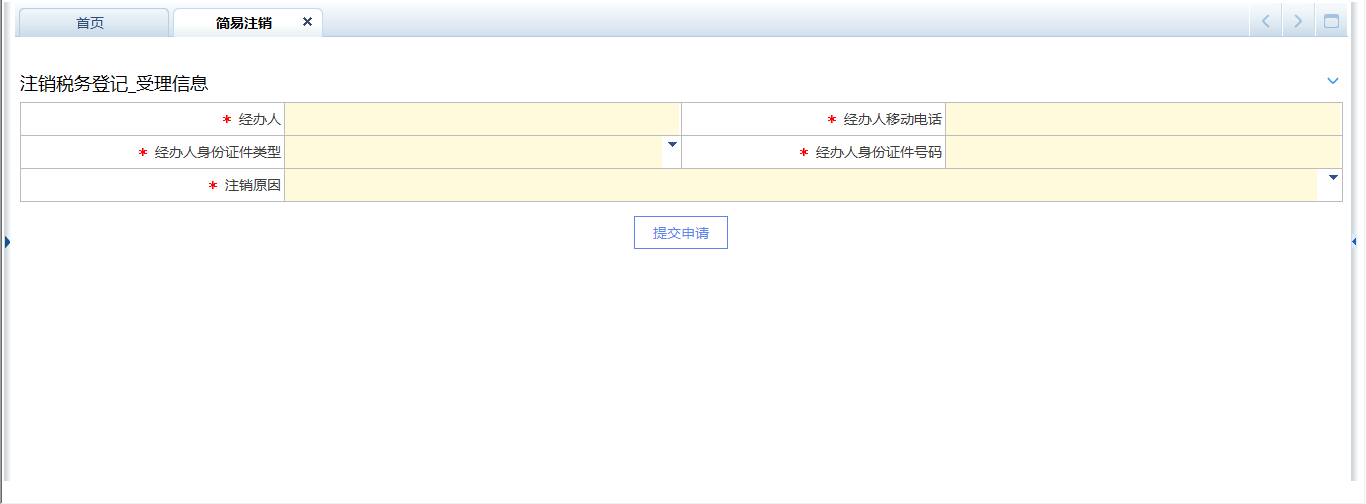 首页 简易注销
注销税务登记_受理信息
* 经办人 * 经办人移动电话
* 经办人身份证件类型 * 经办人身份证件号码
* 注销原因
提交申请